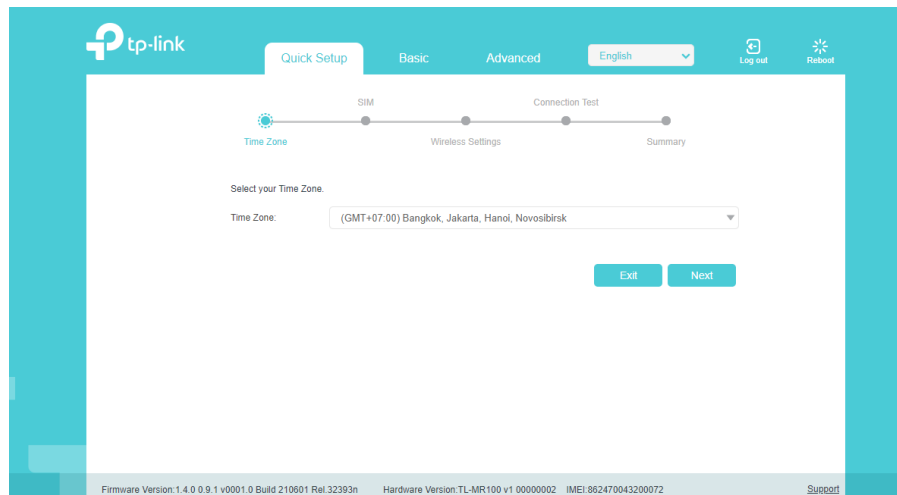 tp-link
Quick Setup Basic Advanced English Log out Reboot
SIM Connection Test
Time Zone Wireless Settings Summary
Select your Time Zone.
Time Zone: (GMT+07:00) Bangkok, Jakarta, Hanoi, Novosibirsk
Exit Next
Firmware Version:1.4.0 0.9.1 v0001.0 Build 210601 Rel.32393n Hardware Version:TL-MR100 v1 00000002 IMEI:862470043200072 Support